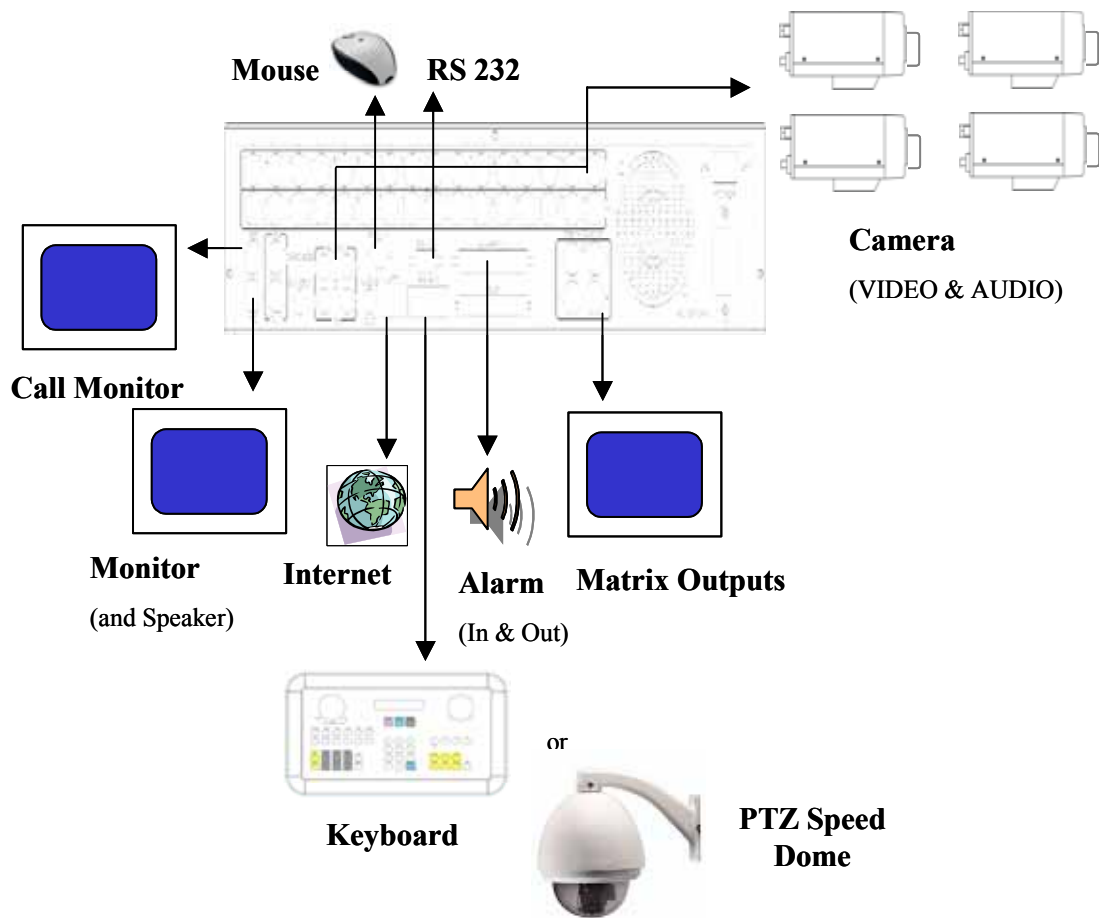 Mouse
RS 232
Camera
(VIDEO & AUDIO)
Call Monitor
Monitor
(and Speaker)
Internet
Alarm
(In & Out)
Matrix Outputs
or
Keyboard
PTZ Speed
Dome